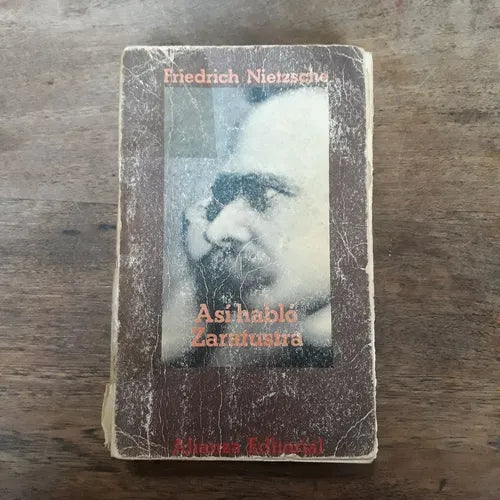 Friedrich Nietzsche
Así habló
Zaratustra
Alianza Editorial